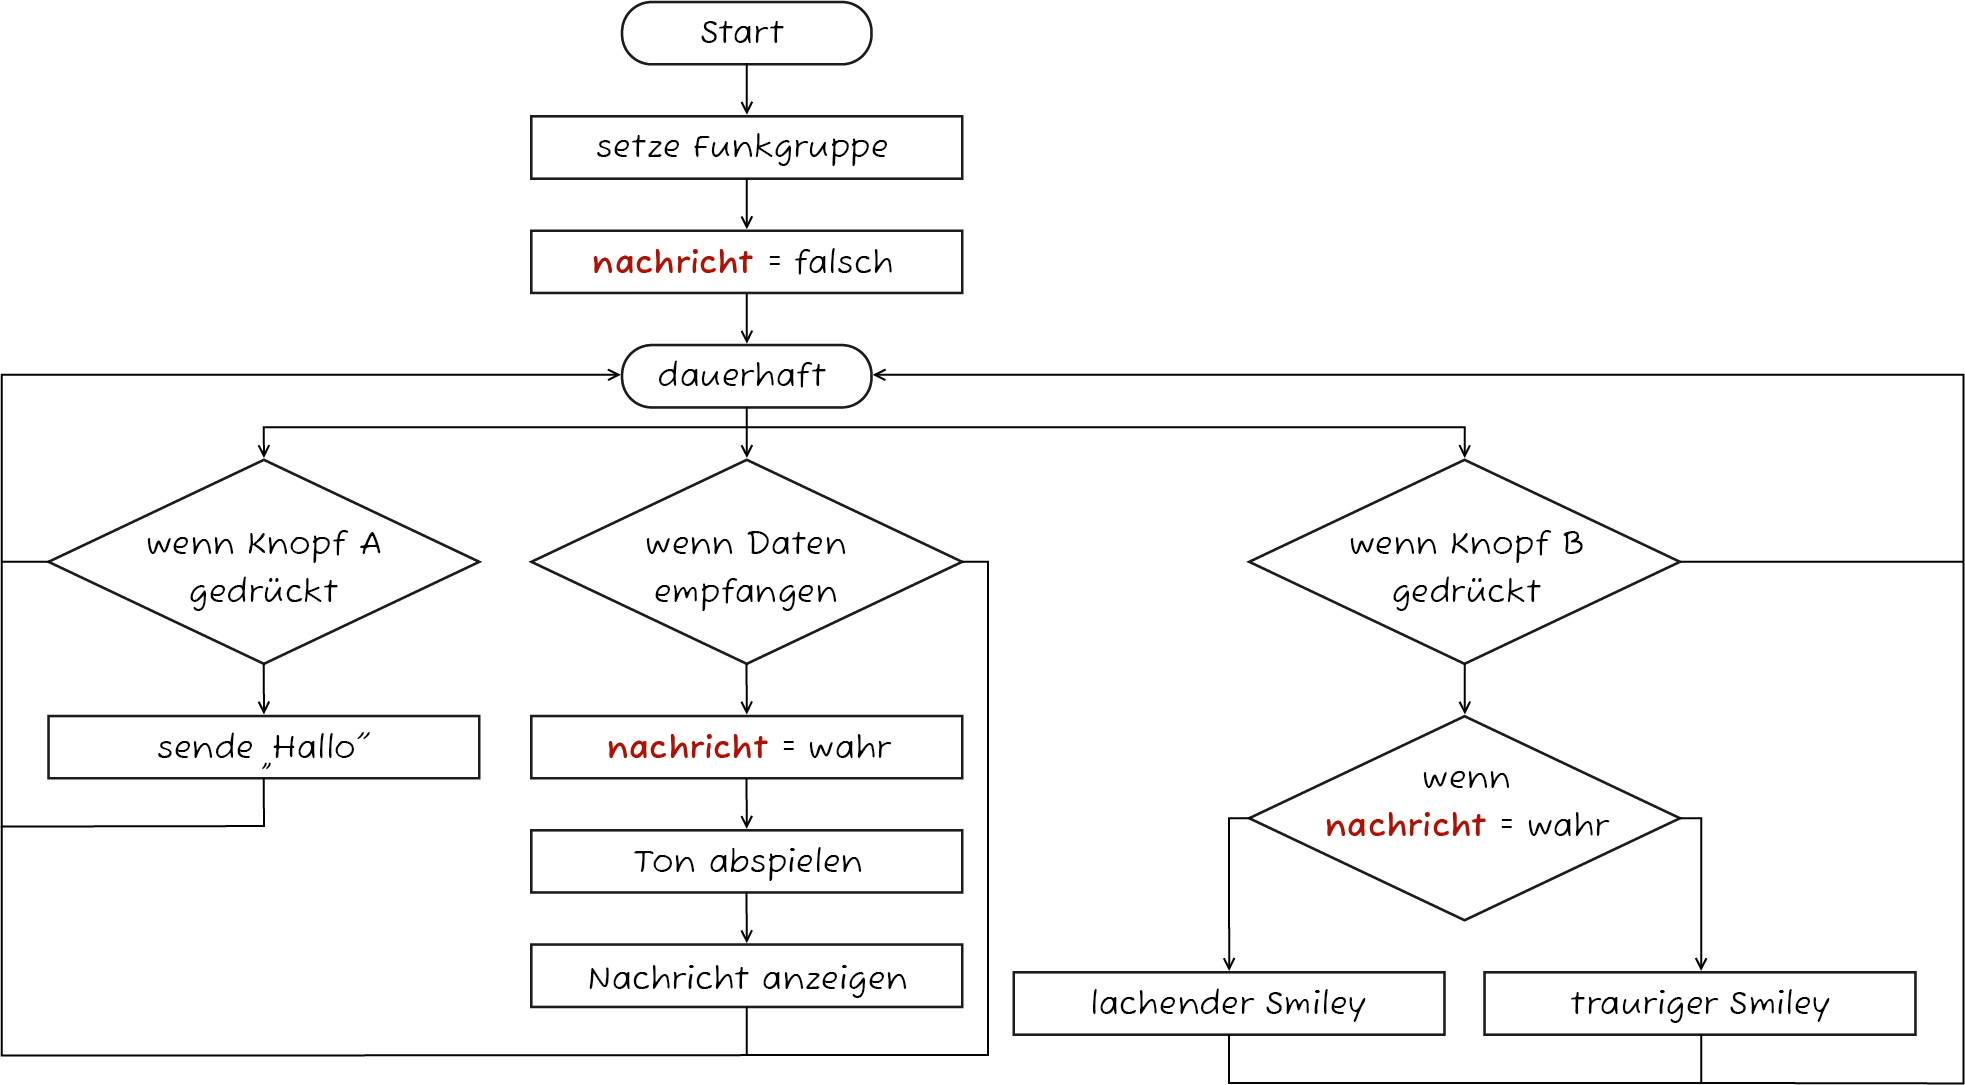 Start
setze Funkgruppe
nachricht = falsch
dauerhaft
wenn Knopf A
gedrückt
wenn Daten
empfangen
wenn Knopf B
gedrückt
sende „Hallo“
nachricht = wahr
wenn
nachricht = wahr
Ton abspielen
Nachricht anzeigen
lachender Smiley
trauriger Smiley